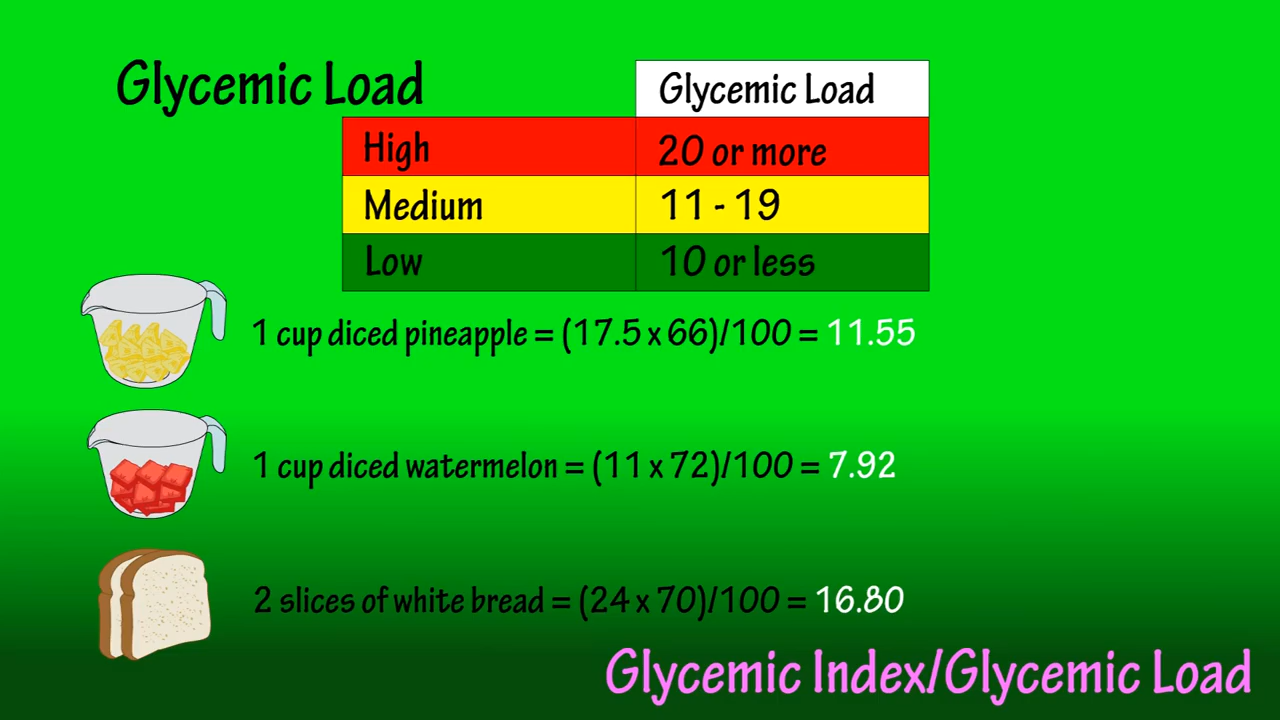 Glycemic Load
Glycemic Load
High 20 or more
Medium 11 - 19
Low 10 or less
1 cup diced pineapple = (17.5 x 66)/100 = 11.55
1 cup diced watermelon = (11 x 72)/100 = 7.92
2 slices of white bread = (24 x 70)/100 = 16.80
Glycemic Index/Glycemic Load